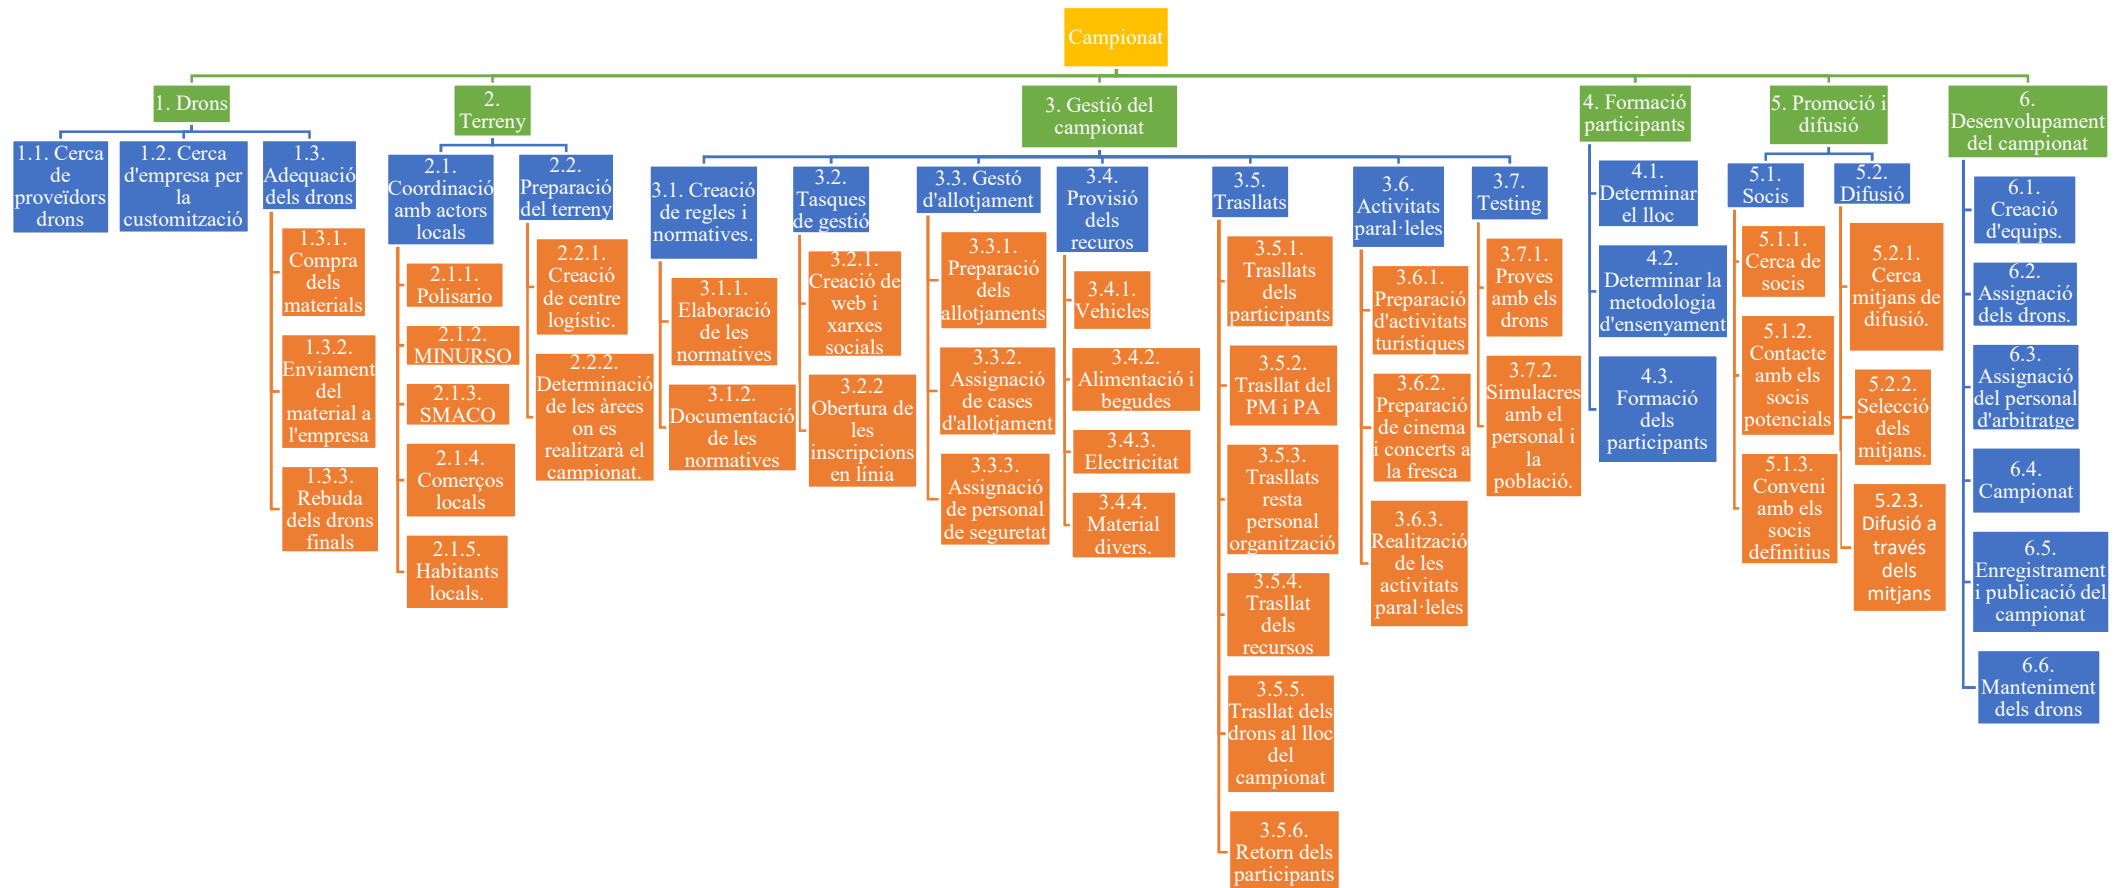 Campionat
1. Drons
1.1. Cerca
de
proveïdors
drons
1.2. Cerca
d'empresa per
la
customització
1.3.
Adequació
dels drons
1.3.1.
Compra
dels
materials
1.3.2.
Enviament
del
material a
l'empresa
1.3.3.
Rebuda
dels drons
finals
2.
Terreny
2.1.
Coordinació
amb actors
locals
2.1.1.
Polisario
2.1.2.
MINURSO
2.1.3.
SMACO
2.1.4.
Comerços
locals
2.1.5.
Habitants
locals.
2.2.
Preparació
del terreny
2.2.1.
Creació
de centre
logístic.
2.2.2.
Determinació
de les àrees
on es
realitzarà el
campionat.
3. Gestió del
campionat
3.1. Creació
de regles i
normatives.
3.1.1.
Elaboració
de les
normatives
3.1.2.
Documentació
de les
normatives
3.2.
Tasques
de gestió
3.2.1.
Creació de
web i
xarxes
socials
3.2.2
Obertura de
les
inscripcions
en línia
3.3. Gestó
d'allotjament
3.3.1.
Preparació
dels
allotjaments
3.3.2.
Assignació
de cases
d'allotjament
3.3.3.
Assignació
de personal
de seguretat
3.4.
Provisió
dels
recuros
3.4.1.
Vehicles
3.4.2.
Alimentació i
begudes
3.4.3.
Electricitat
3.4.4.
Material
divers.
3.5.
Trasllats
3.5.1.
Trasllats
dels
participants
3.5.2.
Trasllat del
PM i PA
3.5.3.
Trasllats
resta
personal
organització
3.5.4.
Trasllat
dels
recursos
3.5.5.
Trasllat dels
drons al lloc
del
campionat
3.5.6.
Retorn dels
participants
3.6.
Activitats
paral·leles
3.6.1.
Preparació
d'activitats
turístiques
3.6.2.
Preparació
de cinema
i concerts a
la fresca
3.6.3.
Realització
de les
activitats
paral·leles
3.7.
Testing
3.7.1.
Proves
amb els
drons
3.7.2.
Simulacres
amb el
personal i
la
població.
4. Formació
participants
4.1.
Determinar
el lloc
4.2.
Determinar la
metodologia
d'ensenyament
4.3.
Formació
dels
participants
5. Promoció i
difusió
5.1.
Socis
5.1.1.
Cerca de
socis
5.1.2.
Contacte
amb els
socis
potencials
5.1.3.
Conveni
amb els
socis
definitius
5.2.
Difusió
5.2.1.
Cerca
mitjans de
difusió.
5.2.2.
Selecció
dels
mitjans.
5.2.3.
Difusió a
través
dels
mitjans
6.
Desenvolupament
del campionat
6.1.
Creació
d'equips.
6.2.
Assignació
dels drons.
6.3.
Assignació
del personal
d'arbitratge
6.4.
Campionat
6.5.
Enregistrament
i publicació del
campionat
6.6.
Manteniment
dels drons